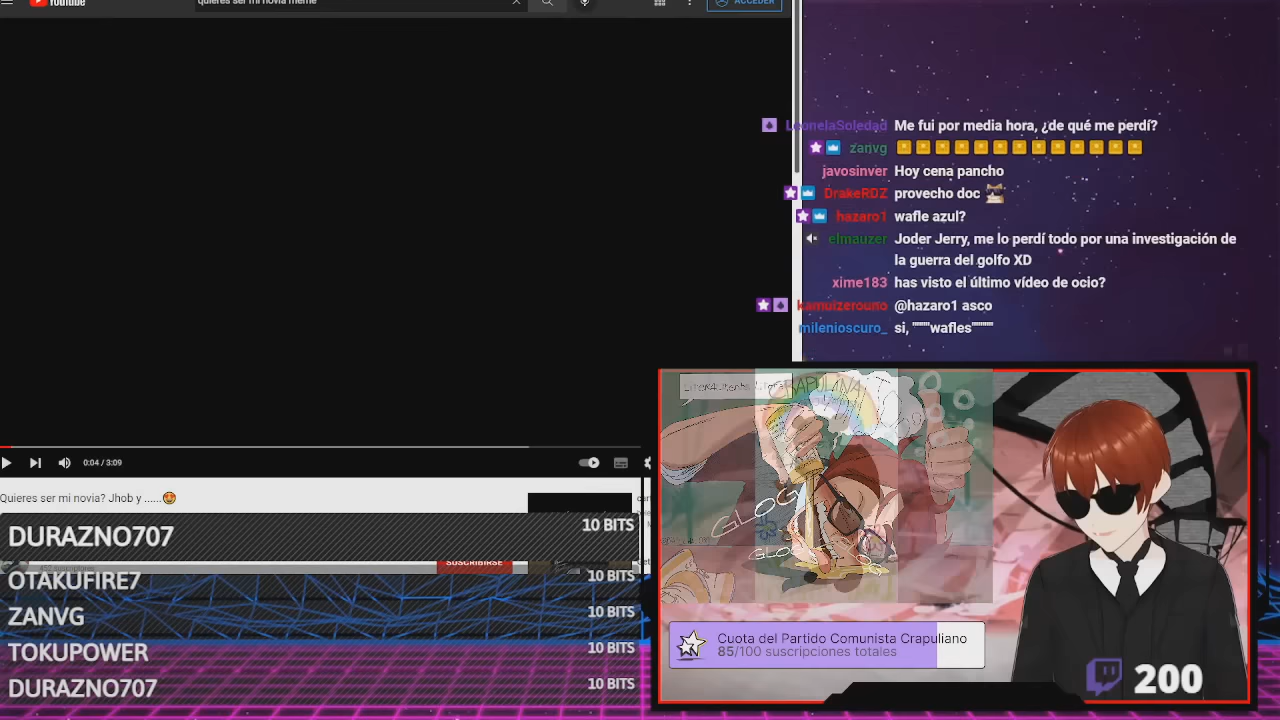 YouTube
quieres ser mi novia meme
ACCEDER
LeonelaSoledad Me fui por media hora, ¿de qué me perdí?
zanvg
javosinver Hoy cena pancho
DrakeRDZ provecho doc
hazaro1 wafle azul?
elmauzer Joder Jerry, me lo perdí todo por una investigación de
la guerra del golfo XD
xime183 has visto el último vídeo de ocio?
kamuizerouno @hazaro1 asco
milenioscuro_ si, """"wafles"""""
0:04 / 3:09
Quieres ser mi novia? Jhob y ......😍
DURAZNO707 10 BITS
SUSCRIBIRSE
OTAKUFIRE7 10 BITS
ZANVG 10 BITS
TOKUPOWER 10 BITS
DURAZNO707 10 BITS
GLOG
Cuota del Partido Comunista Crapuliano
85/100 suscripciones totales
200